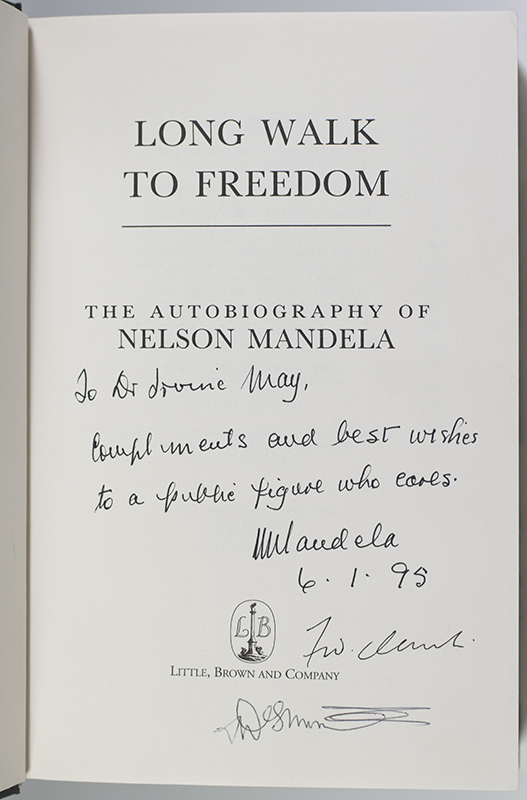 LONG WALK
TO FREEDOM
THE AUTOBIOGRAPHY OF
NELSON MANDELA
To Dr Irvine May,
Compliments and best wishes
to a public figure who cares.
NMandela
6.1.95
LB
LITTLE, BROWN AND COMPANY